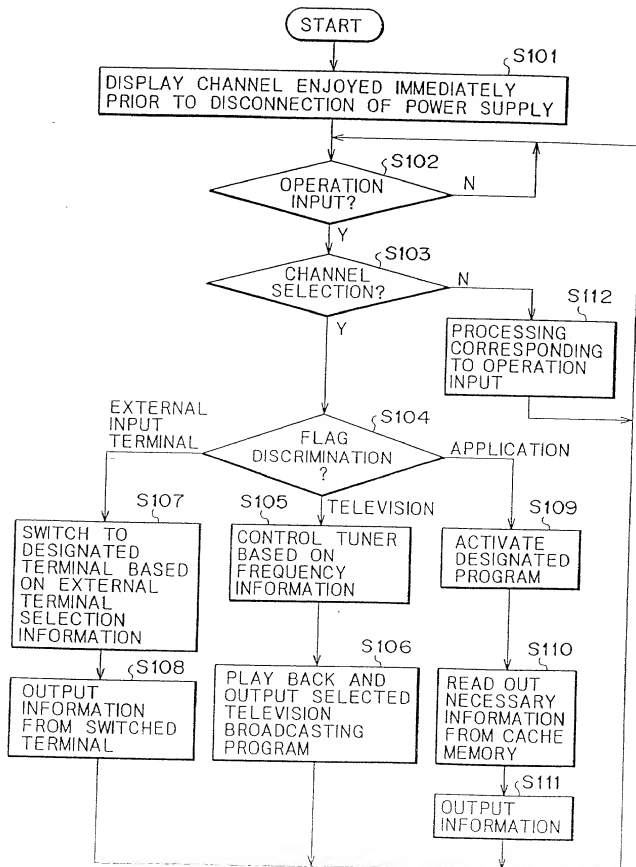 START
S101
DISPLAY CHANNEL ENJOYED IMMEDIATELY
PRIOR TO DISCONNECTION OF POWER SUPPLY
S102
OPERATION
INPUT?
N
Y
S103
CHANNEL
SELECTION?
N
Y
S112
PROCESSING
CORRESPONDING
TO OPERATION
INPUT
EXTERNAL
INPUT
TERMINAL
S104
FLAG
DISCRIMINATION
?
APPLICATION
TELEVISION
S107
SWITCH TO
DESIGNATED
TERMINAL BASED
ON EXTERNAL
TERMINAL
SELECTION
INFORMATION
S105
CONTROL TUNER
BASED ON
FREQUENCY
INFORMATION
S109
ACTIVATE
DESIGNATED
PROGRAM
S108
OUTPUT
INFORMATION
FROM SWITCHED
TERMINAL
S106
PLAY BACK AND
OUTPUT SELECTED
TELEVISION
BROADCASTING
PROGRAM
S110
READ OUT
NECESSARY
INFORMATION
FROM CACHE
MEMORY
S111
OUTPUT
INFORMATION